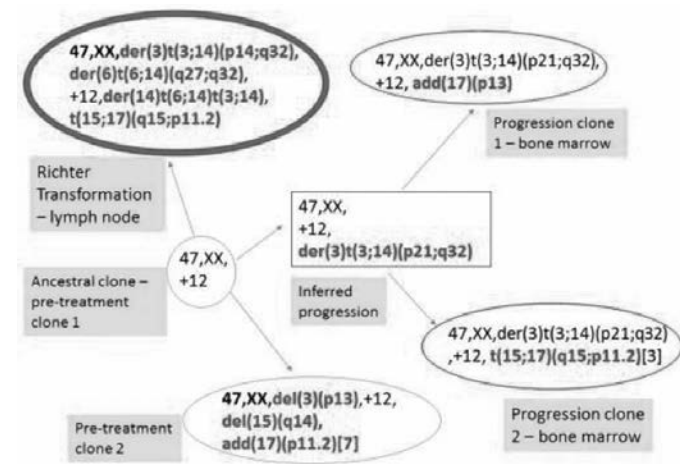 47,XX,der(3)t(3;14)(p14;q32),
der(6)t(6;14)(q27;q32),
+12,der(14)t(6;14)t(3;14),
t(15;17)(q15;p11.2)
47,XX,der(3)t(3;14)(p21;q32),
+12, add(17)(p13)
Progression clone
1 – bone marrow
Richter
Transformation
– lymph node
47,XX,
+12,
der(3)t(3;14)(p21;q32)
47,XX,
+12
Ancestral clone –
pre-treatment
clone 1
Inferred
progression
47,XX,der(3)t(3;14)(p21;q32)
,+12, t(15;17)(q15;p11.2)[3]
47,XX,del(3)(p13),+12,
del(15)(q14),
add(17)(p11.2)[7]
Pre-treatment
clone 2
Progression clone
2 – bone marrow